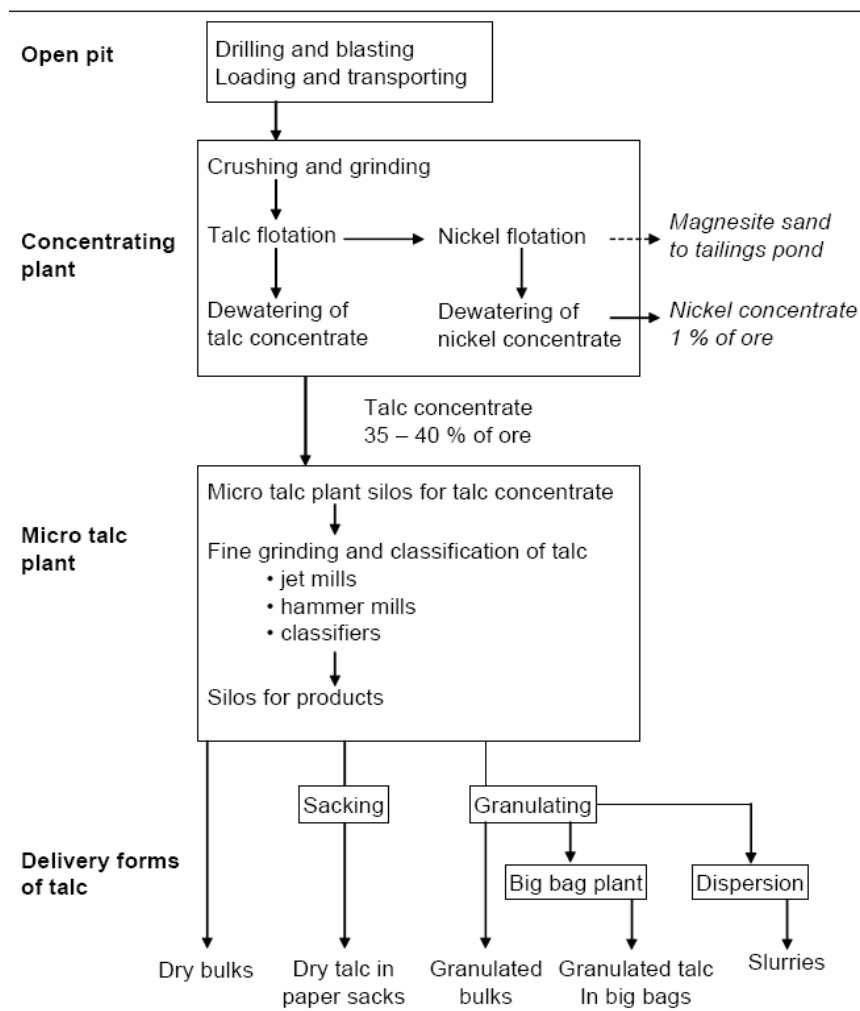 Open pit
Drilling and blasting
Loading and transporting
Concentrating
plant
Crushing and grinding
Talc flotation
Nickel flotation
Magnesite sand
to tailings pond
Dewatering of
talc concentrate
Dewatering of
nickel concentrate
Nickel concentrate
1 % of ore
Talc concentrate
35 – 40 % of ore
Micro talc
plant
Micro talc plant silos for talc concentrate
Fine grinding and classification of talc
• jet mills
• hammer mills
• classifiers
Silos for products
Delivery forms
of talc
Sacking
Granulating
Big bag plant
Dispersion
Dry bulks
Dry talc in
paper sacks
Granulated
bulks
Granulated talc
In big bags
Slurries